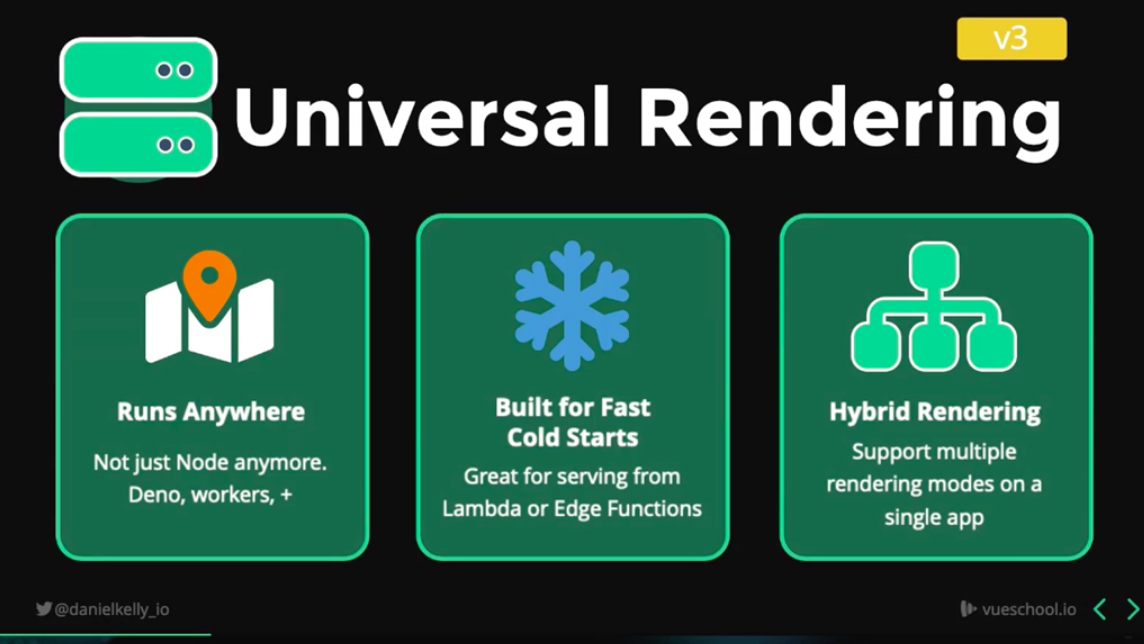 v3
Universal Rendering
Runs Anywhere
Not just Node anymore.
Deno, workers, +
Built for Fast
Cold Starts
Great for serving from
Lambda or Edge Functions
Hybrid Rendering
Support multiple
rendering modes on a
single app
@danielkelly_io
vueschool.io